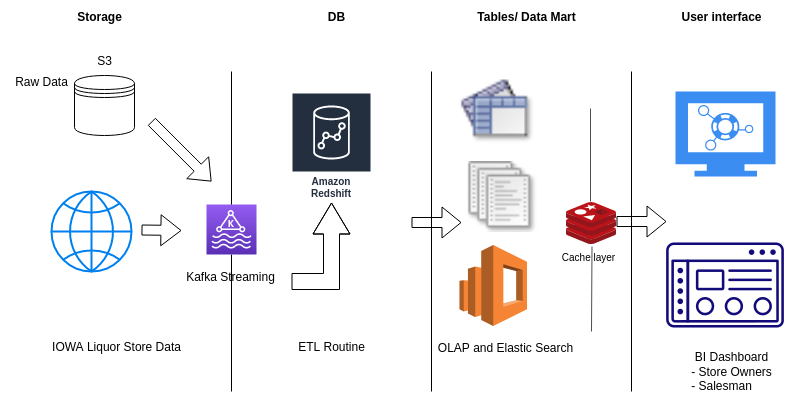 Storage
DB
Tables/ Data Mart
User interface
S3
Raw Data
Amazon
Redshift
K
Kafka Streaming
Cache layer
IOWA Liquor Store Data
ETL Routine
OLAP and Elastic Search
BI Dashboard
- Store Owners
- Salesman